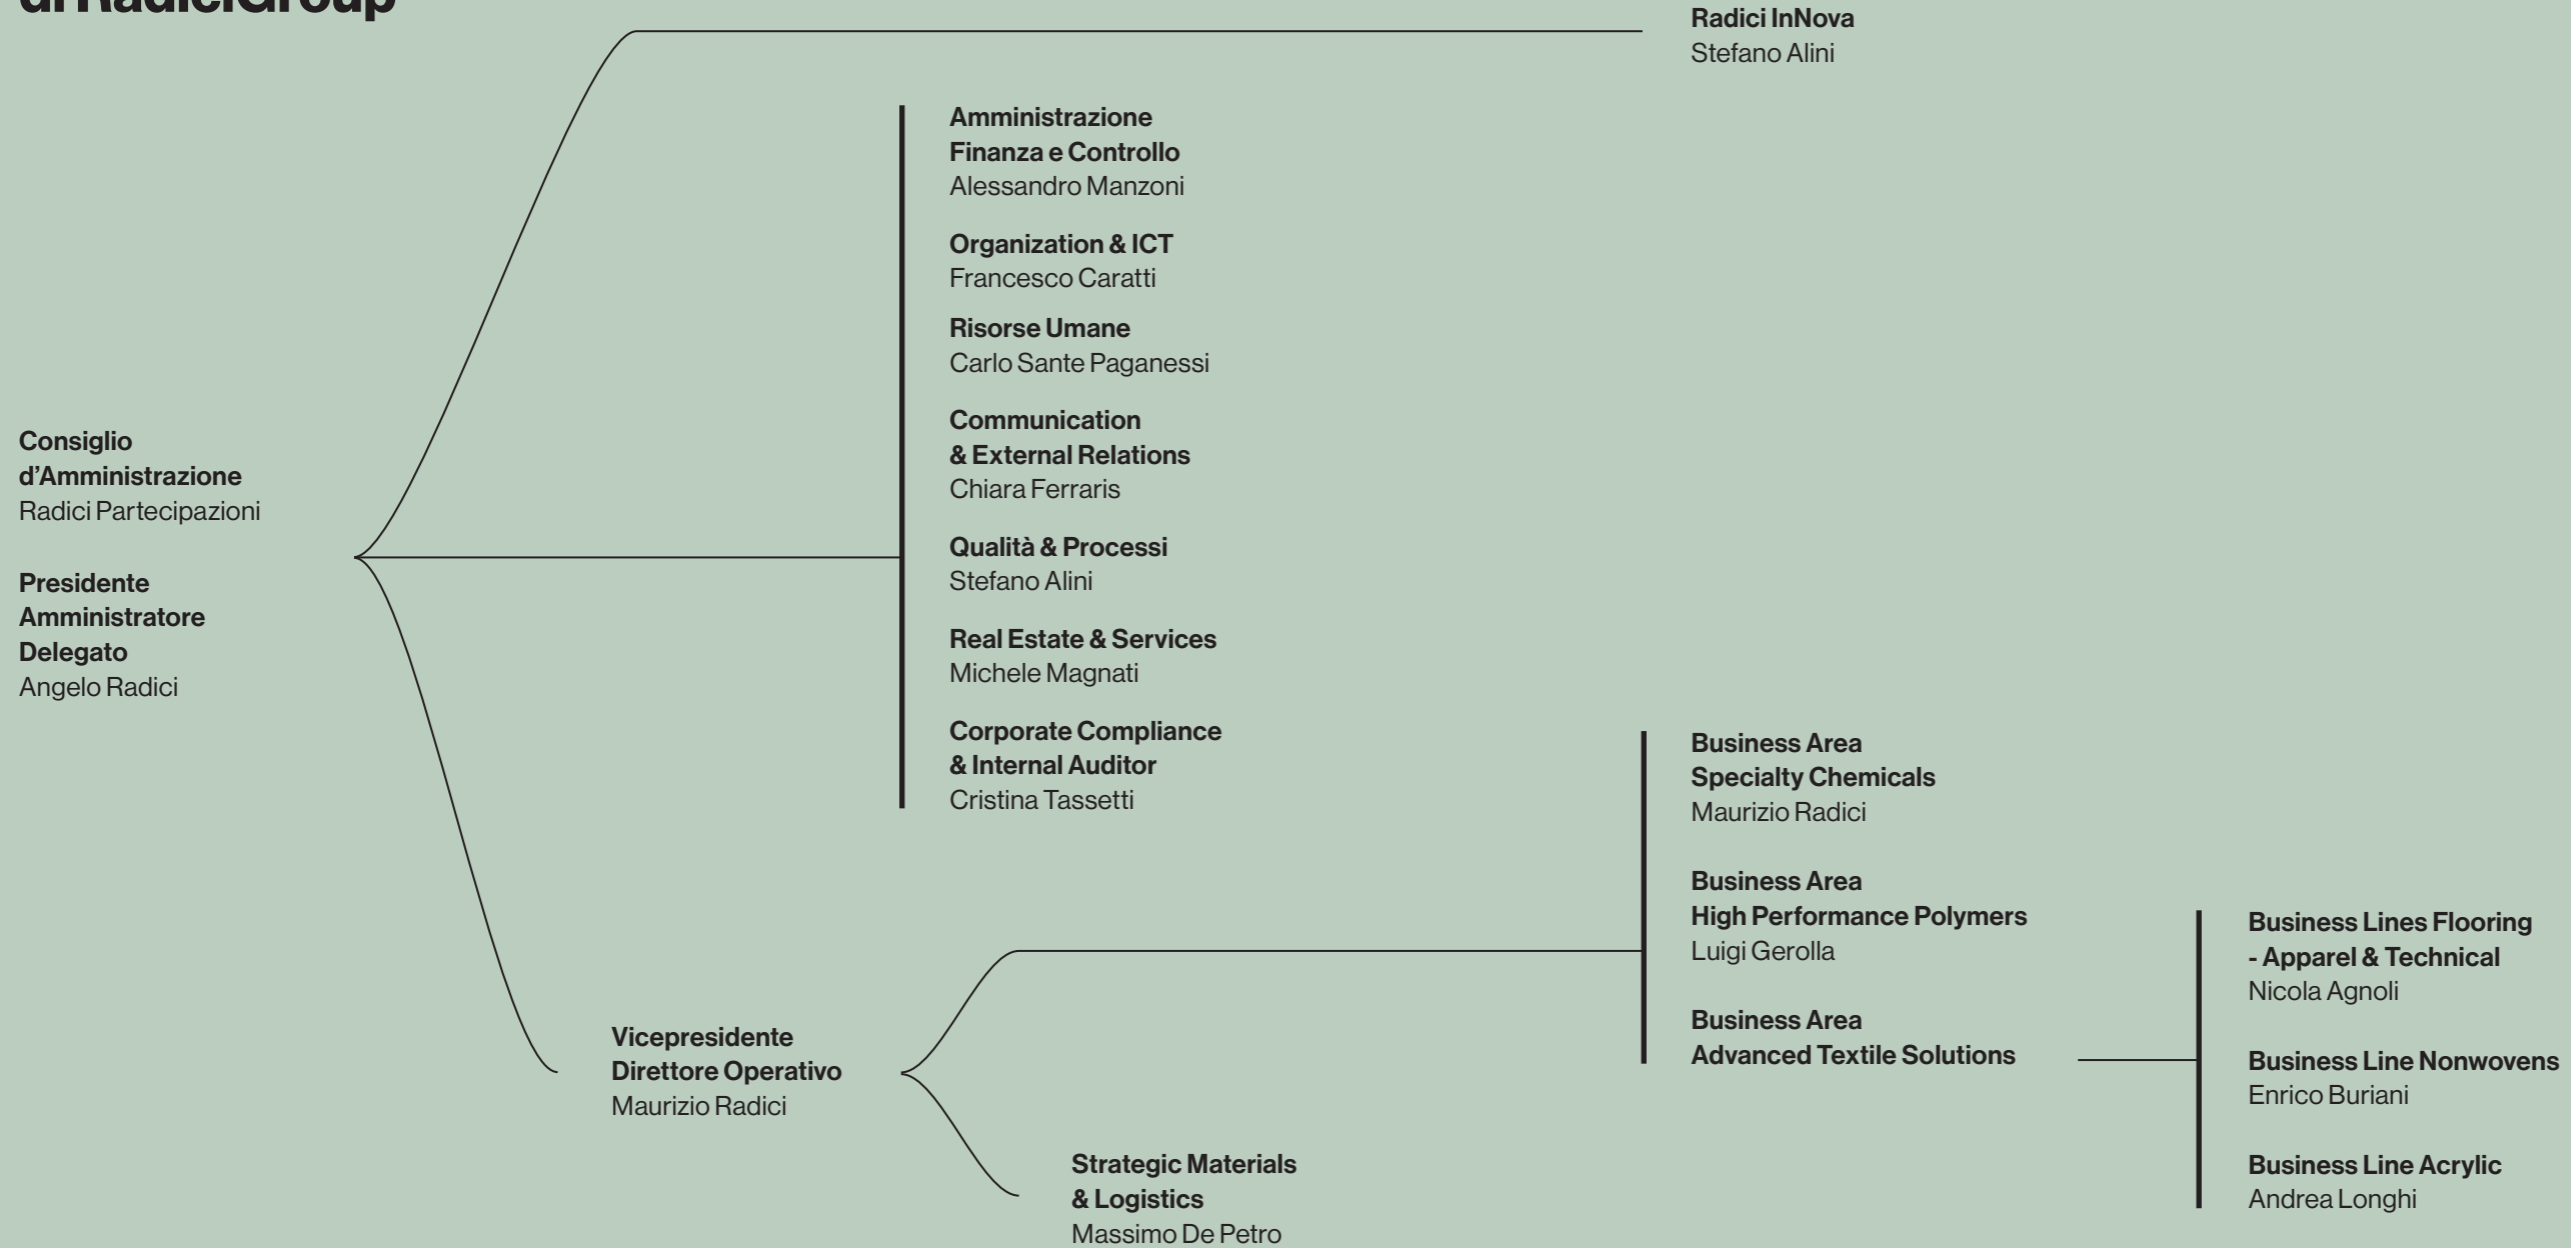 di RadiciGroup
Radici InNova
Stefano Alini
Amministrazione
Finanza e Controllo
Alessandro Manzoni
Organization & ICT
Francesco Caratti
Risorse Umane
Carlo Sante Paganessi
Communication
& External Relations
Chiara Ferraris
Qualità & Processi
Stefano Alini
Real Estate & Services
Michele Magnati
Corporate Compliance
& Internal Auditor
Cristina Tassetti
Consiglio
d’Amministrazione
Radici Partecipazioni
Presidente
Amministratore
Delegato
Angelo Radici
Vicepresidente
Direttore Operativo
Maurizio Radici
Strategic Materials
& Logistics
Massimo De Petro
Business Area
Specialty Chemicals
Maurizio Radici
Business Area
High Performance Polymers
Luigi Gerolla
Business Area
Advanced Textile Solutions
Business Lines Flooring
- Apparel & Technical
Nicola Agnoli
Business Line Nonwovens
Enrico Buriani
Business Line Acrylic
Andrea Longhi